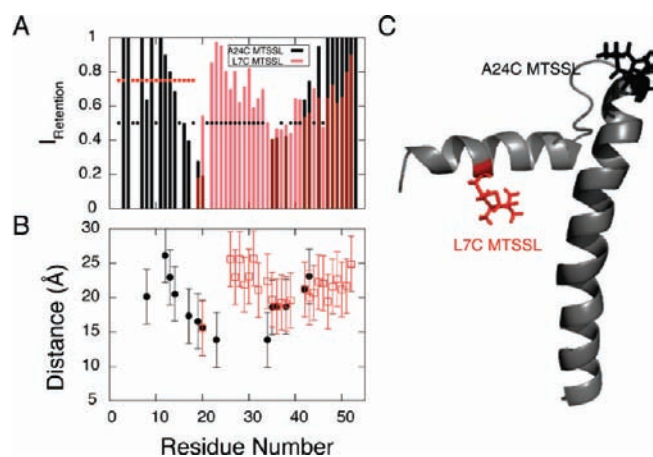 A
I Retention
1
0.8
0.6
0.4
0.2
0
A24C MTSSL
L7C MTSSL
B
Distance (Å)
30
25
20
15
10
5
0 10 20 30 40 50
Residue Number
C
A24C MTSSL
L7C MTSSL